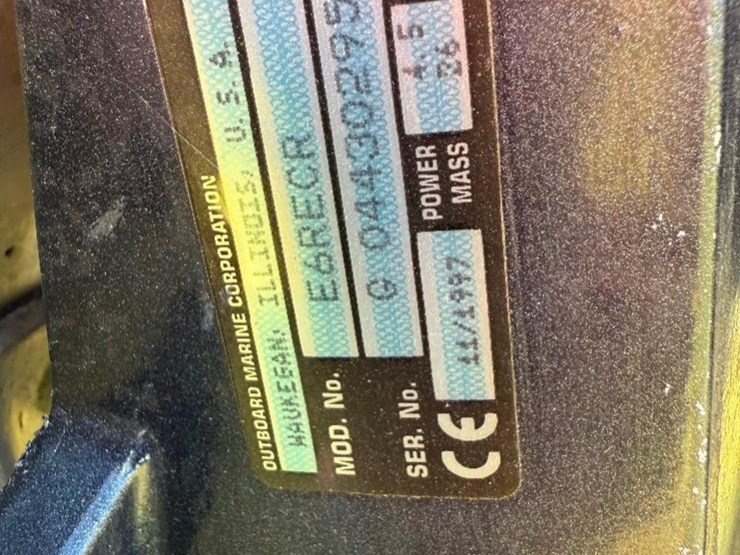 OUTBOARD MARINE CORPORATION
WAUKEGAN, ILLINOIS, U.S.A.
MOD. No. E6RECR
SER. No. G 04430295
CE 11/1997 POWER 4.5
MASS 26